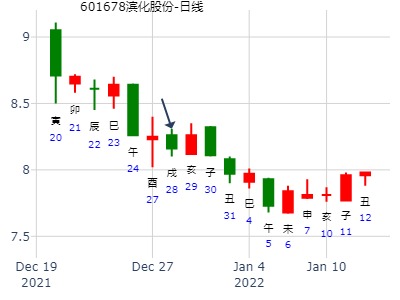 601678滨化股份-日线
9
8.5
8
7.5
寅
20
卯
21
辰
22
巳
23
午
24
酉
27
戌
28
亥
29
子
30
丑
31
巳
4
午
5
未
6
申
7
亥
10
子
11
丑
12
Dec 19
2021
Dec 27
Jan 4
2022
Jan 10